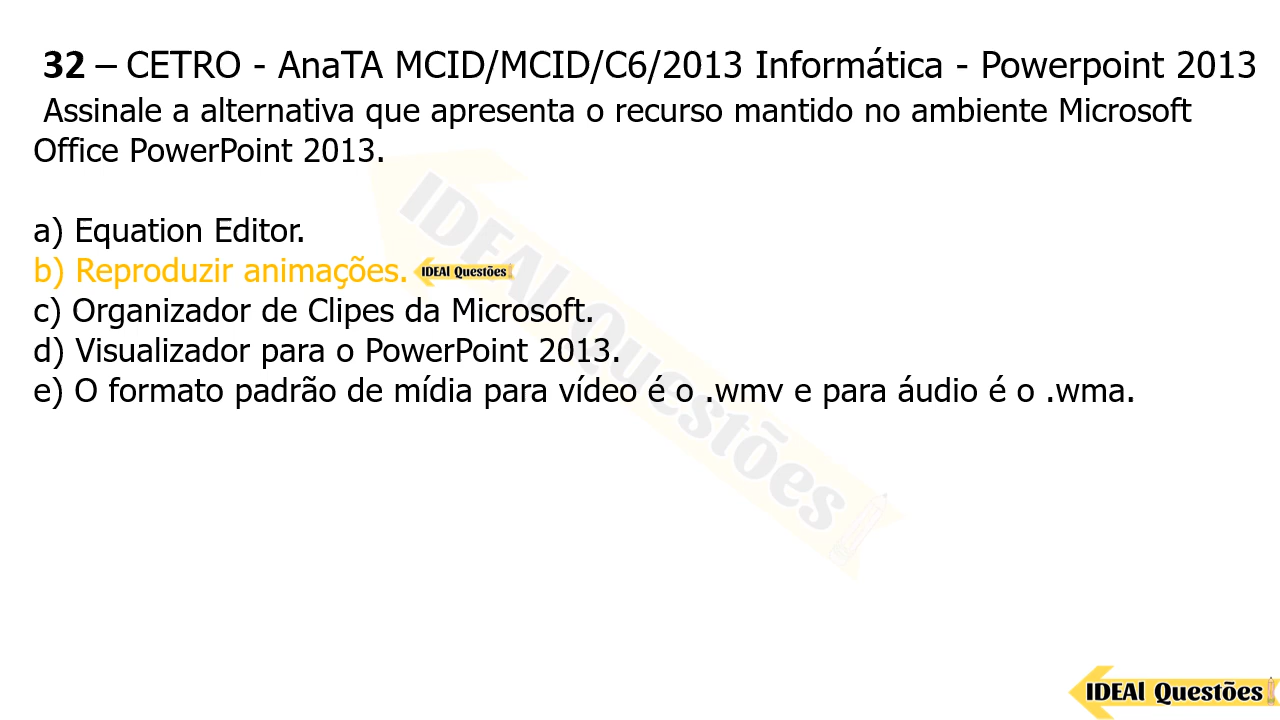 32 – CETRO - AnaTA MCID/MCID/C6/2013 Informática - Powerpoint 2013
Assinale a alternativa que apresenta o recurso mantido no ambiente Microsoft
Office PowerPoint 2013.
a) Equation Editor.
b) Reproduzir animações. IDEAl Questões
c) Organizador de Clipes da Microsoft.
d) Visualizador para o PowerPoint 2013.
e) O formato padrão de mídia para vídeo é o .wmv e para áudio é o .wma.
IDEAl Questões
IDEAl Questões